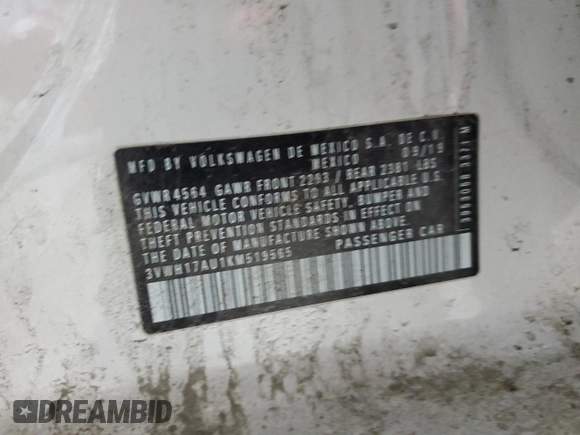 MFD BY VOLKSWAGEN DE MEXICO S.A. DE C.V.
MEXICO 09/19
GVWR 4564 GAWR FRONT 2293 / REAR 2381 LBS
THIS VEHICLE CONFORMS TO ALL APPLICABLE U.S.
FEDERAL MOTOR VEHICLE SAFETY, BUMPER AND
THEFT PREVENTION STANDARDS IN EFFECT ON
THE DATE OF MANUFACTURE SHOWN ABOVE.
3VWH17AU1KM519565 PASSENGER CAR
DREAMBID